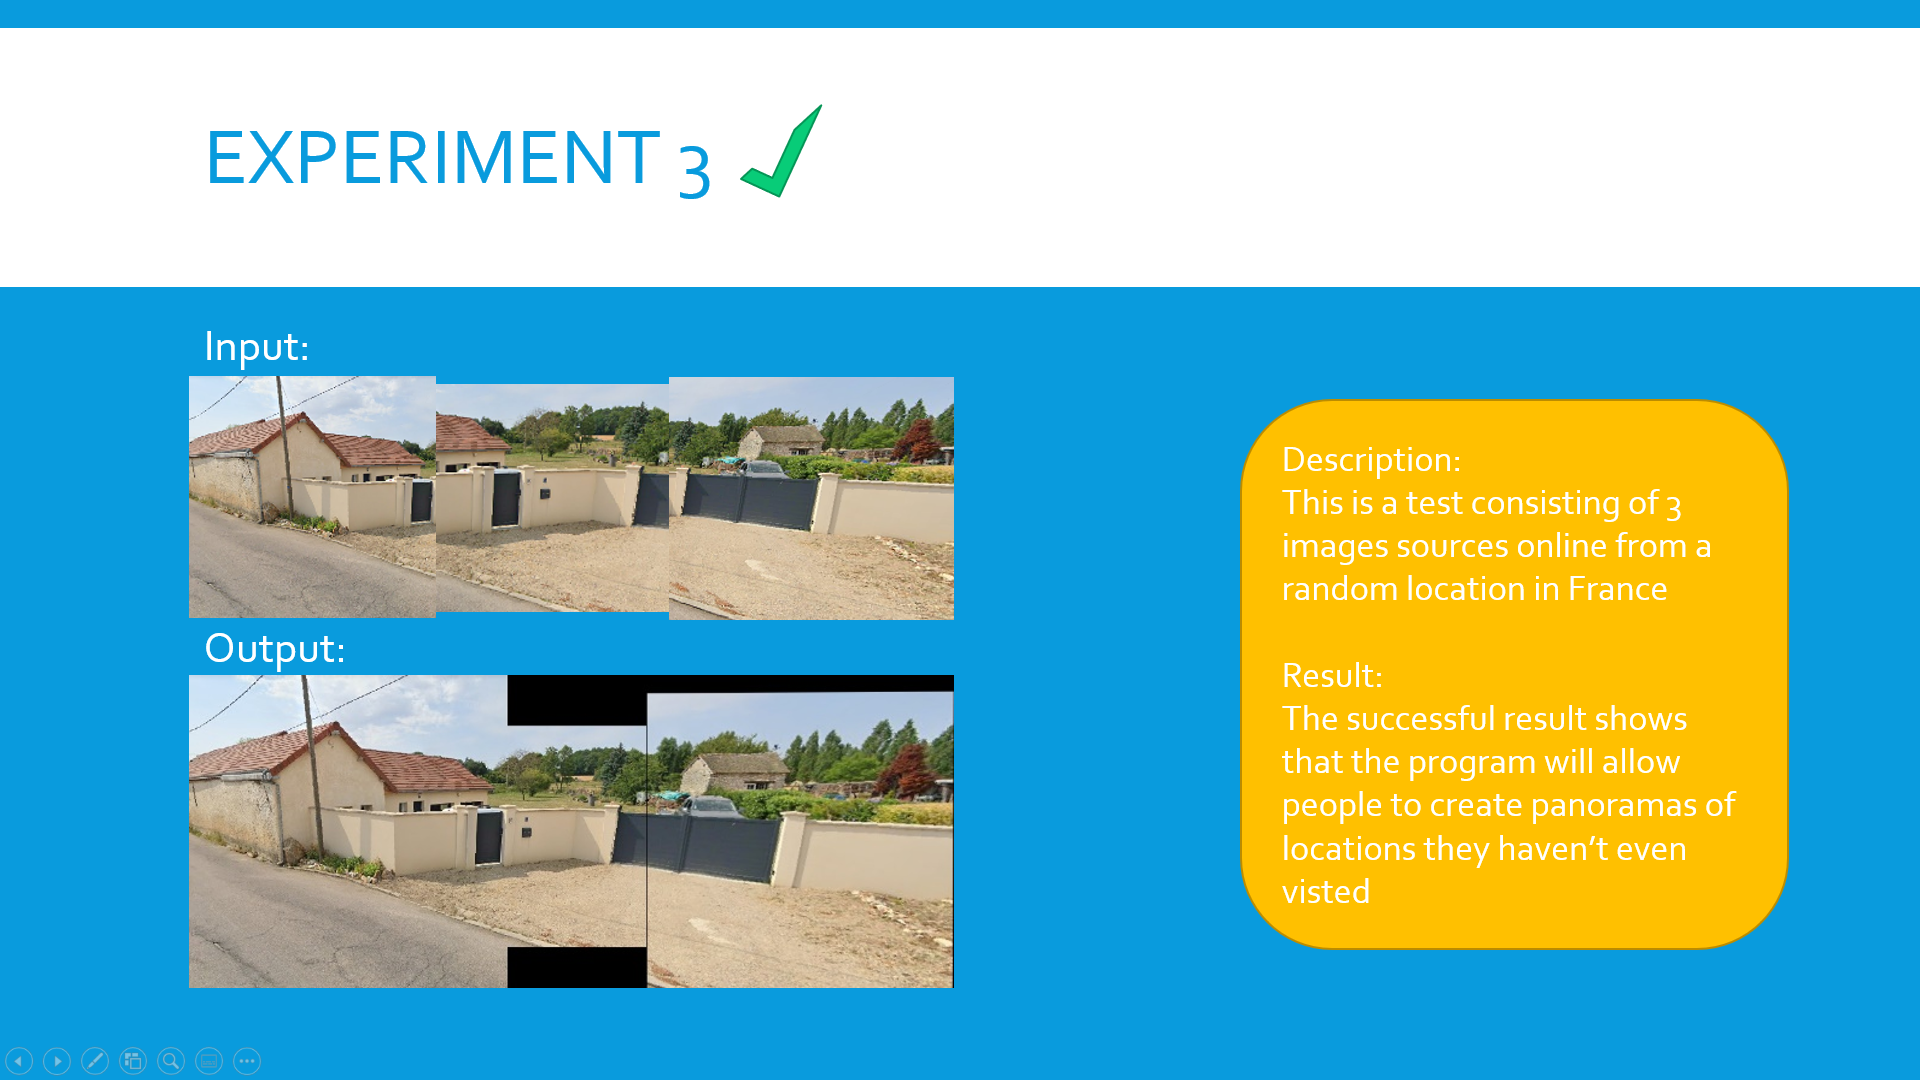 EXPERIMENT 3
Input:
Output:
Description:
This is a test consisting of 3
images sources online from a
random location in France
Result:
The successful result shows
that the program will allow
people to create panoramas of
locations they haven’t even
visted